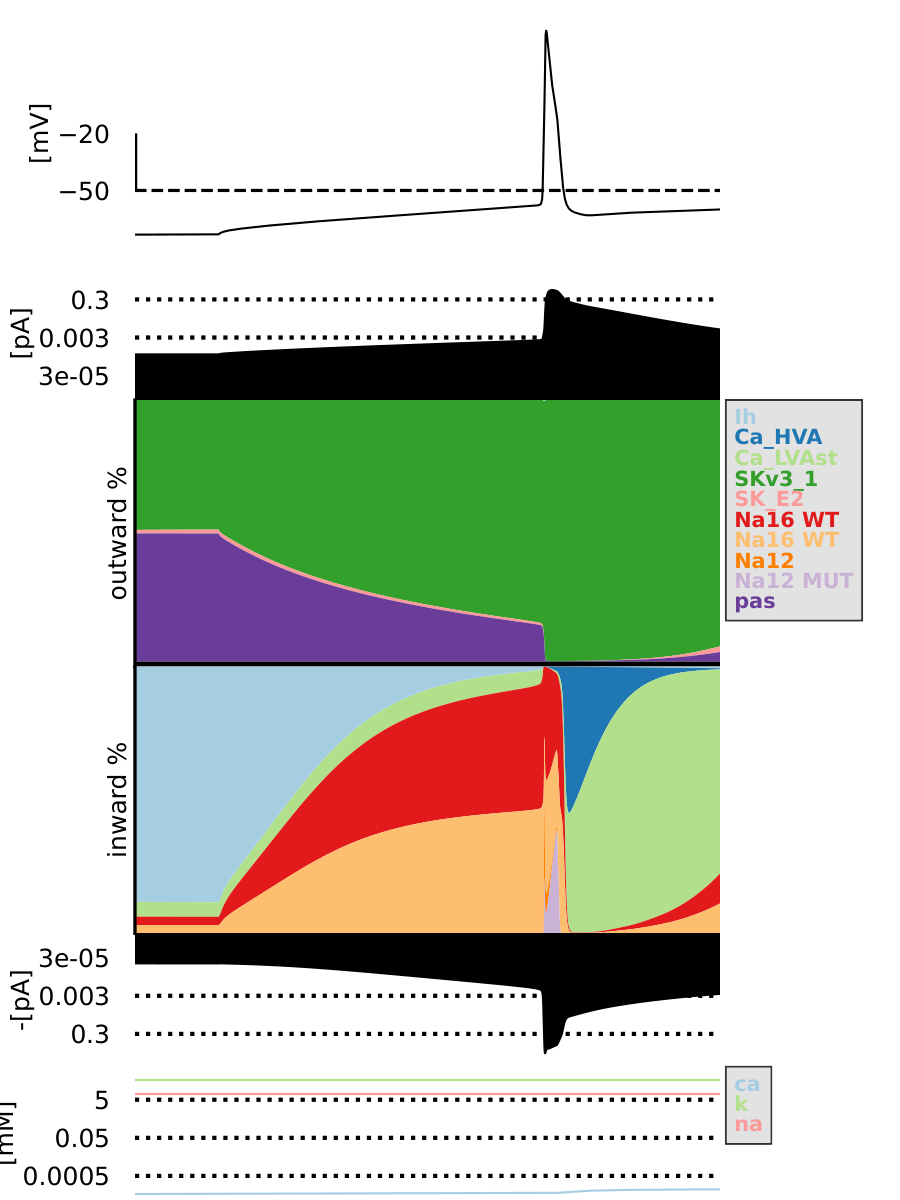 [mV]
−20
−50
[pA]
0.3
0.003
3e-05
outward %
Ih
Ca_HVA
Ca_LVAst
SKv3_1
SK_E2
Na16 WT
Na16 WT
Na12
Na12 MUT
pas
inward %
-[pA]
3e-05
0.003
0.3
[mM]
5
0.05
0.0005
ca
k
na